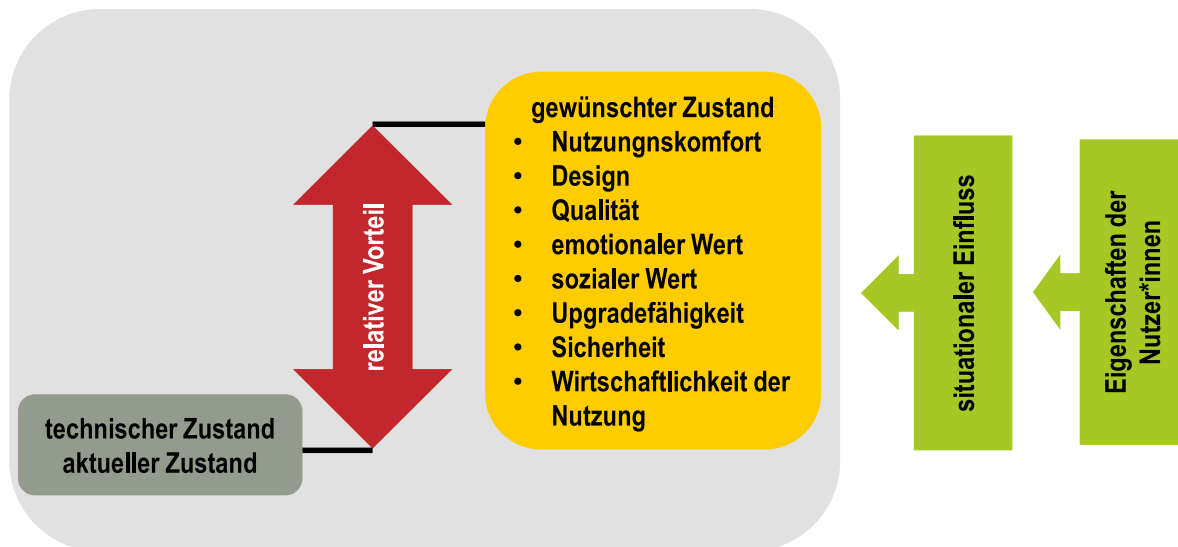 gewünschter Zustand
• Nutzungnskomfort
• Design
• Qualität
• emotionaler Wert
• sozialer Wert
• Upgradefähigkeit
• Sicherheit
• Wirtschaftlichkeit der
Nutzung
relativer Vorteil
technischer Zustand
aktueller Zustand
situationaler Einfluss
Eigenschaften der
Nutzer*innen